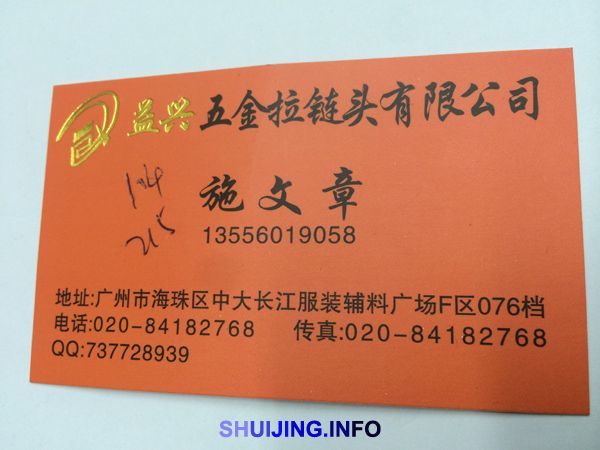 益兴 五金拉链头有限公司
施文章
13556019058
215
地址:广州市海珠区中大长江服装辅料广场F区076档
电话:020-84182768 传真:020-84182768
QQ:737728939
SHUIJING.INFO